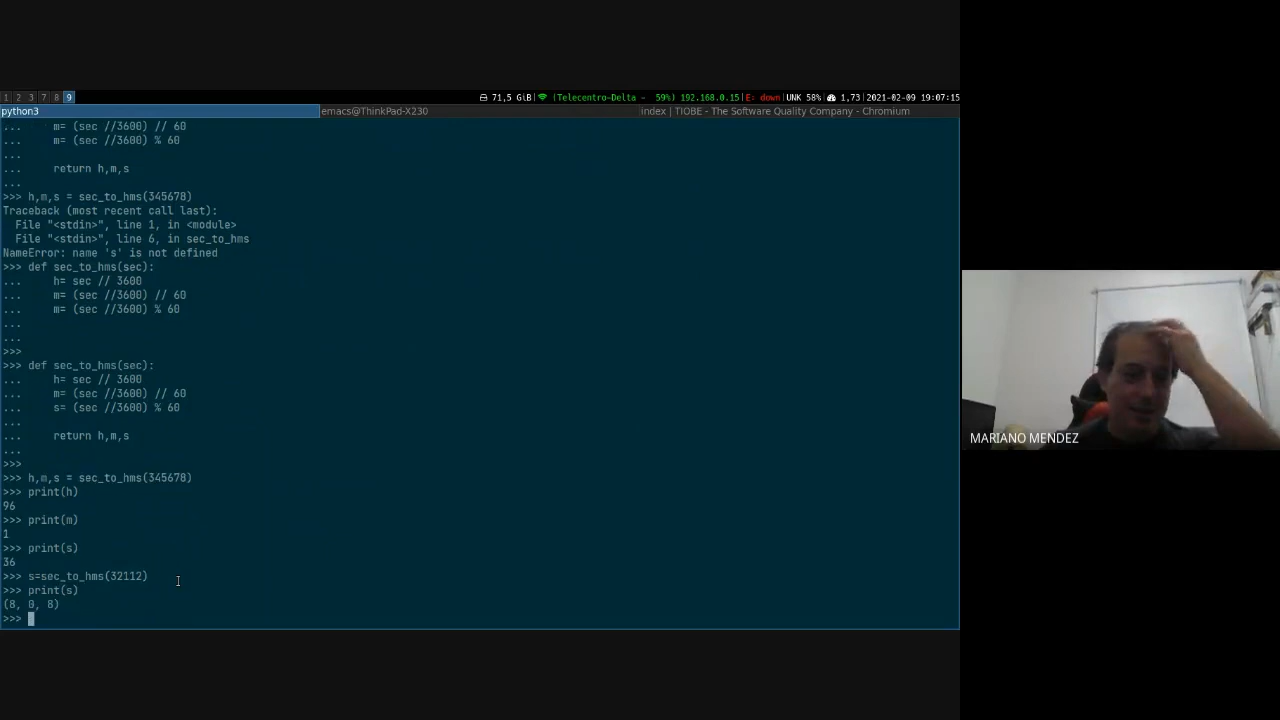 1 2 3 7 8 9
71,5 GiB| |Telecentro-Delta - 59%) 192.168.0.15|E: down|UNK 58%| 1,73|2021-02-09 19:07:15
python3 emacs@ThinkPad-X230 index | TIOBE - The Software Quality Company - Chromium
...     m= (sec //3600) // 60
...     m= (sec //3600) % 60
...
...     return h,m,s
...
>>> h,m,s = sec_to_hms(345678)
Traceback (most recent call last):
  File "<stdin>", line 1, in <module>
  File "<stdin>", line 6, in sec_to_hms
NameError: name 's' is not defined
>>> def sec_to_hms(sec):
...     h= sec // 3600
...     m= (sec //3600) // 60
...     m= (sec //3600) % 60
...
...
>>>
>>> def sec_to_hms(sec):
...     h= sec // 3600
...     m= (sec //3600) // 60
...     s= (sec //3600) % 60
...
...     return h,m,s
...
>>>
>>> h,m,s = sec_to_hms(345678)
>>> print(h)
96
>>> print(m)
1
>>> print(s)
36
>>> s=sec_to_hms(32112)
>>> print(s)
(8, 0, 8)
>>>
MARIANO MENDEZ